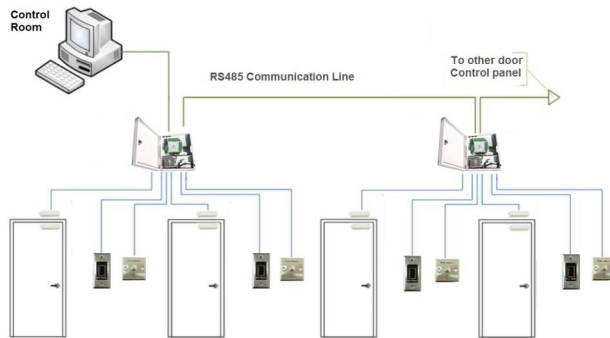 Control
Room
RS485 Communication Line
To other door
Control panel